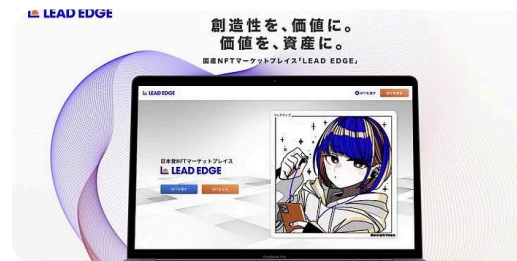 LEAD EDGE
創造性を、価値に。
価値を、資産に。
国産NFTマーケットプレイス「LEAD EDGE」
LEAD EDGE
日本発NFTマーケットプレイス
LEAD EDGE
MacBook Pro